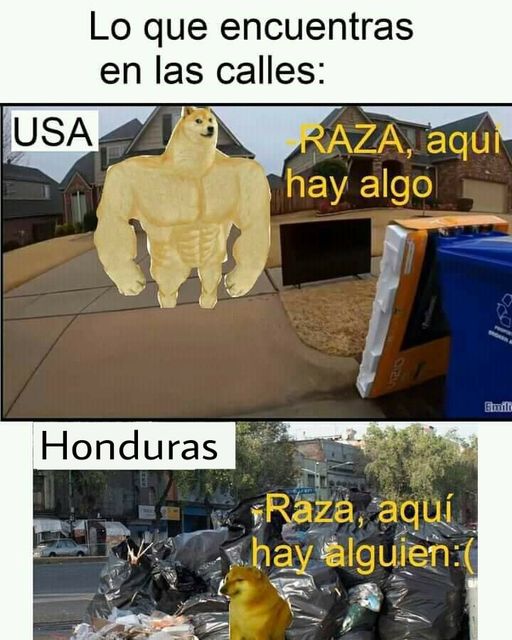 Lo que encuentras
en las calles:
USA
-RAZA, aquí
hay algo
Honduras
-Raza, aquí
hay alguien:(